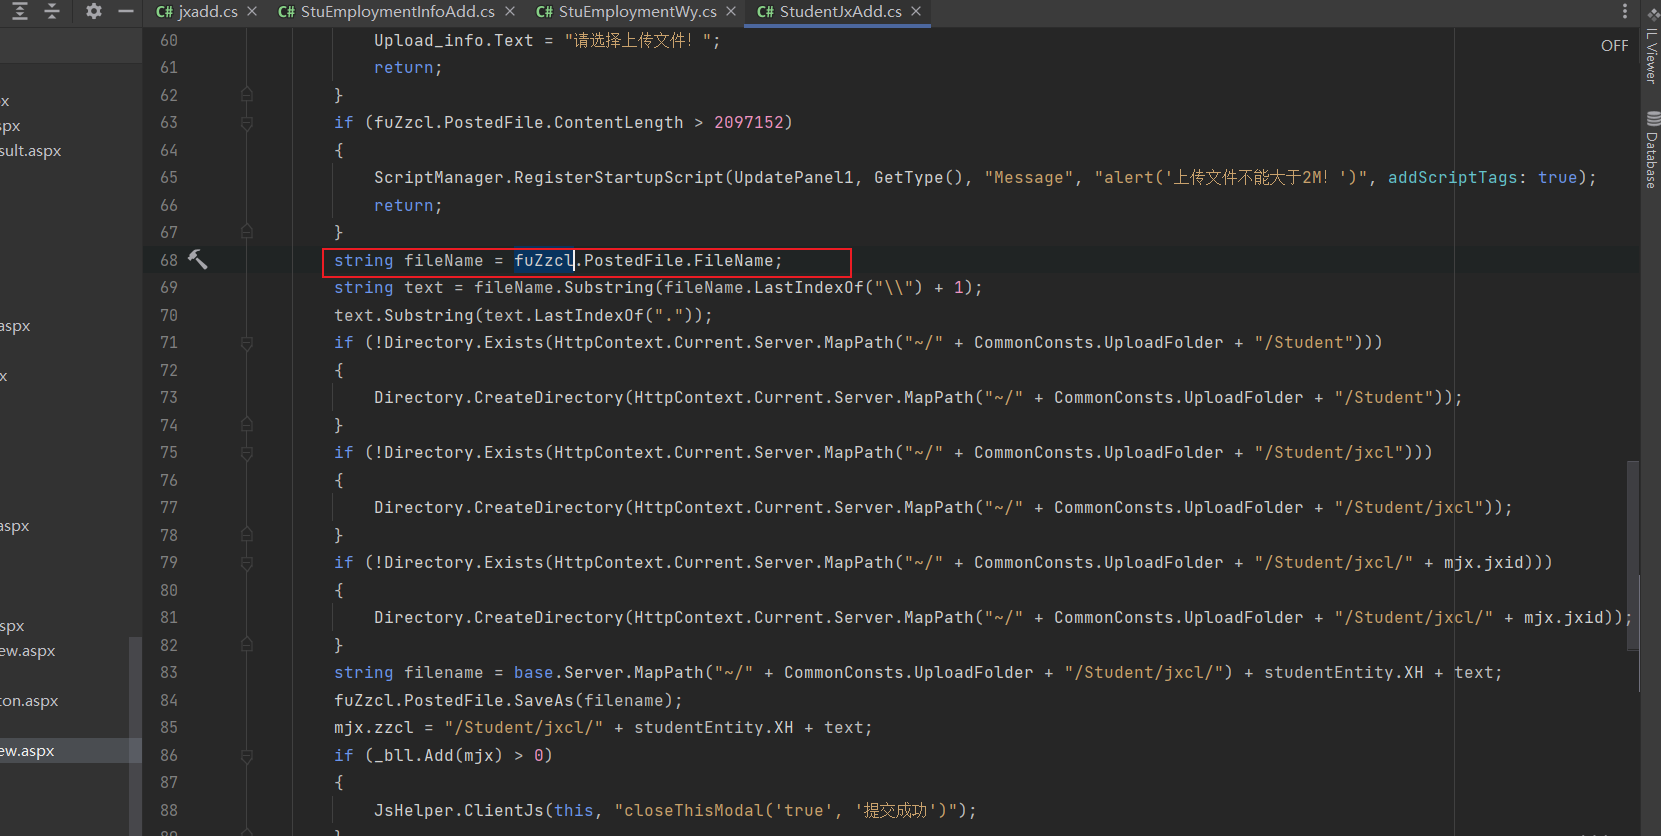 C# jxadd.cs × C# StuEmploymentInfoAdd.cs × C# StuEmploymentWy.cs × C# StudentJxAdd.cs ×
OFF
IL Viewer
Database
x
px
sult.aspx
aspx
x
aspx
spx
ew.aspx
ton.aspx
ew.aspx
60 Upload_info.Text = "请选择上传文件！";
61 return;
62 }
63 if (fuZzcl.PostedFile.ContentLength > 2097152)
64 {
65 ScriptManager.RegisterStartupScript(UpdatePanel1, GetType(), "Message", "alert('上传文件不能大于2M！')", addScriptTags: true);
66 return;
67 }
68 string fileName = fuZzcl.PostedFile.FileName;
69 string text = fileName.Substring(fileName.LastIndexOf("\\") + 1);
70 text.Substring(text.LastIndexOf("."));
71 if (!Directory.Exists(HttpContext.Current.Server.MapPath("~/" + CommonConsts.UploadFolder + "/Student")))
72 {
73 Directory.CreateDirectory(HttpContext.Current.Server.MapPath("~/" + CommonConsts.UploadFolder + "/Student"));
74 }
75 if (!Directory.Exists(HttpContext.Current.Server.MapPath("~/" + CommonConsts.UploadFolder + "/Student/jxcl")))
76 {
77 Directory.CreateDirectory(HttpContext.Current.Server.MapPath("~/" + CommonConsts.UploadFolder + "/Student/jxcl"));
78 }
79 if (!Directory.Exists(HttpContext.Current.Server.MapPath("~/" + CommonConsts.UploadFolder + "/Student/jxcl/" + mjx.jxid)))
80 {
81 Directory.CreateDirectory(HttpContext.Current.Server.MapPath("~/" + CommonConsts.UploadFolder + "/Student/jxcl/" + mjx.jxid));
82 }
83 string filename = base.Server.MapPath("~/" + CommonConsts.UploadFolder + "/Student/jxcl/") + studentEntity.XH + text;
84 fuZzcl.PostedFile.SaveAs(filename);
85 mjx.zzcl = "/Student/jxcl/" + studentEntity.XH + text;
86 if (_bll.Add(mjx) > 0)
87 {
88 JsHelper.ClientJs(this, "closeThisModal('true', '提交成功')");